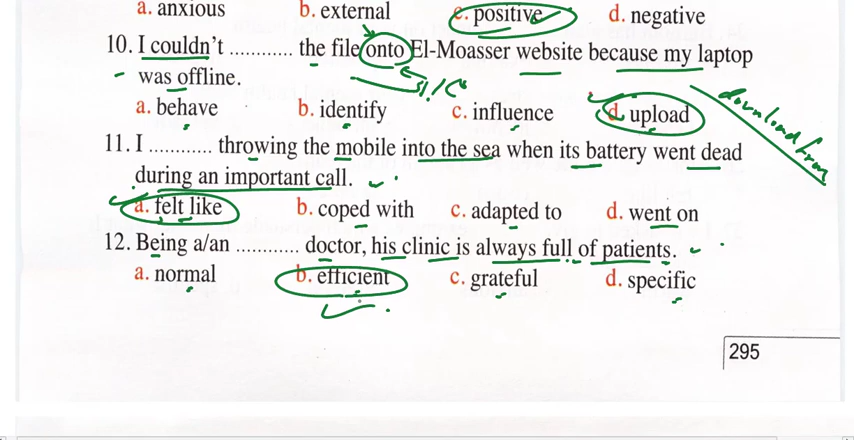 a. anxious b. external c. positive d. negative
10. I couldn't ............ the file onto El-Moasser website because my laptop
was offline.
a. behave b. identify c. influence d. upload
download from
11. I ............ throwing the mobile into the sea when its battery went dead
during an important call.
a. felt like b. coped with c. adapted to d. went on
12. Being a/an ............ doctor, his clinic is always full of patients.
a. normal b. efficient c. grateful d. specific
295